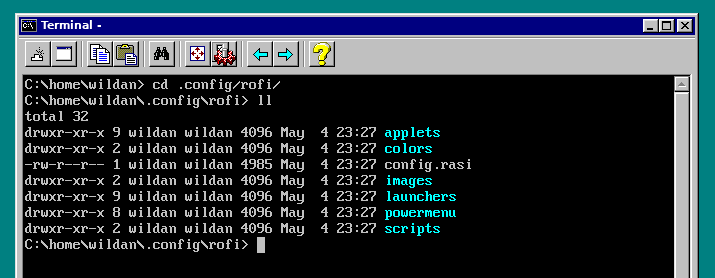 Terminal -
C:\home\wildan> cd .config/rofi/
C:\home\wildan\.config\rofi> ll
total 32
drwxr-xr-x 9 wildan wildan 4096 May  4 23:27 applets
drwxr-xr-x 2 wildan wildan 4096 May  4 23:27 colors
-rw-r--r-- 1 wildan wildan 4985 May  4 23:27 config.rasi
drwxr-xr-x 2 wildan wildan 4096 May  4 23:27 images
drwxr-xr-x 9 wildan wildan 4096 May  4 23:27 launchers
drwxr-xr-x 8 wildan wildan 4096 May  4 23:27 powermenu
drwxr-xr-x 2 wildan wildan 4096 May  4 23:27 scripts
C:\home\wildan\.config\rofi>